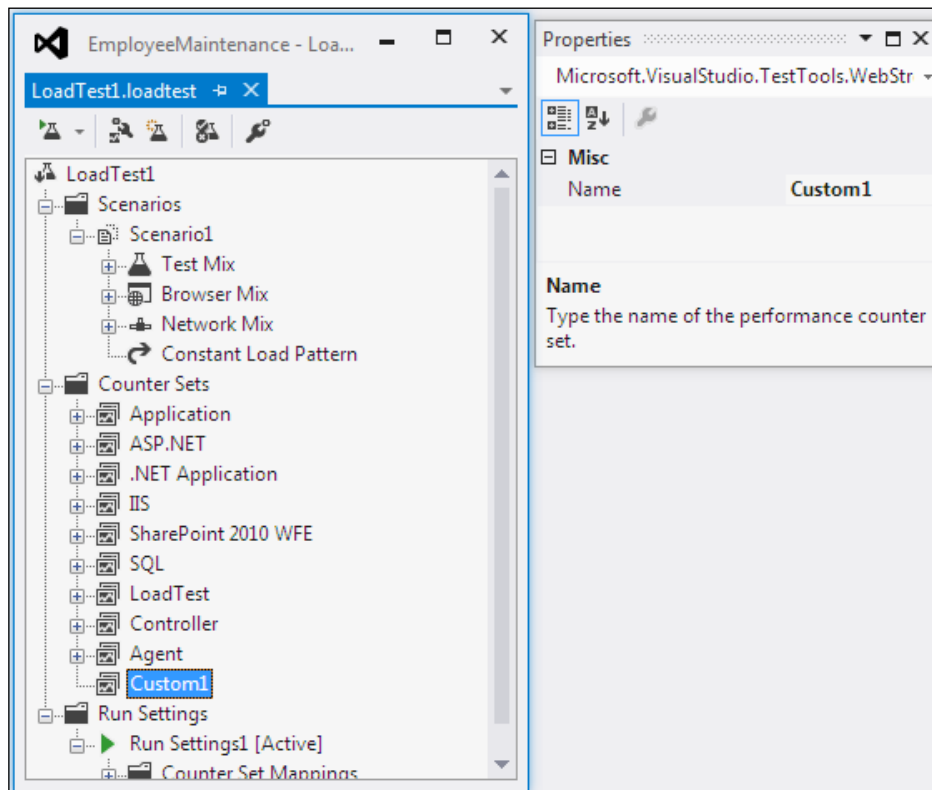 EmployeeMaintenance - Loa...
LoadTest1.loadtest
LoadTest1
Scenarios
Scenario1
Test Mix
Browser Mix
Network Mix
Constant Load Pattern
Counter Sets
Application
ASP.NET
.NET Application
IIS
SharePoint 2010 WFE
SQL
LoadTest
Controller
Agent
Custom1
Run Settings
Run Settings1 [Active]
Counter Set Mappings
Properties
Microsoft.VisualStudio.TestTools.WebStr
Misc
Name Custom1
Name
Type the name of the performance counter
set.